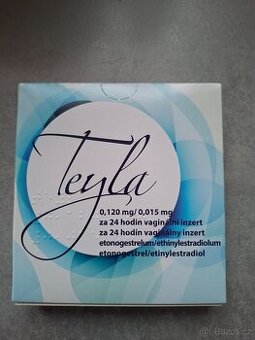 Teyla
0,120 mg/ 0,015 mg
za 24 hodin vaginální inzert
za 24 hodín vaginálny inzert
etonogestrelum/ethinylestradiolum
etonogestrel/etinylestradiol